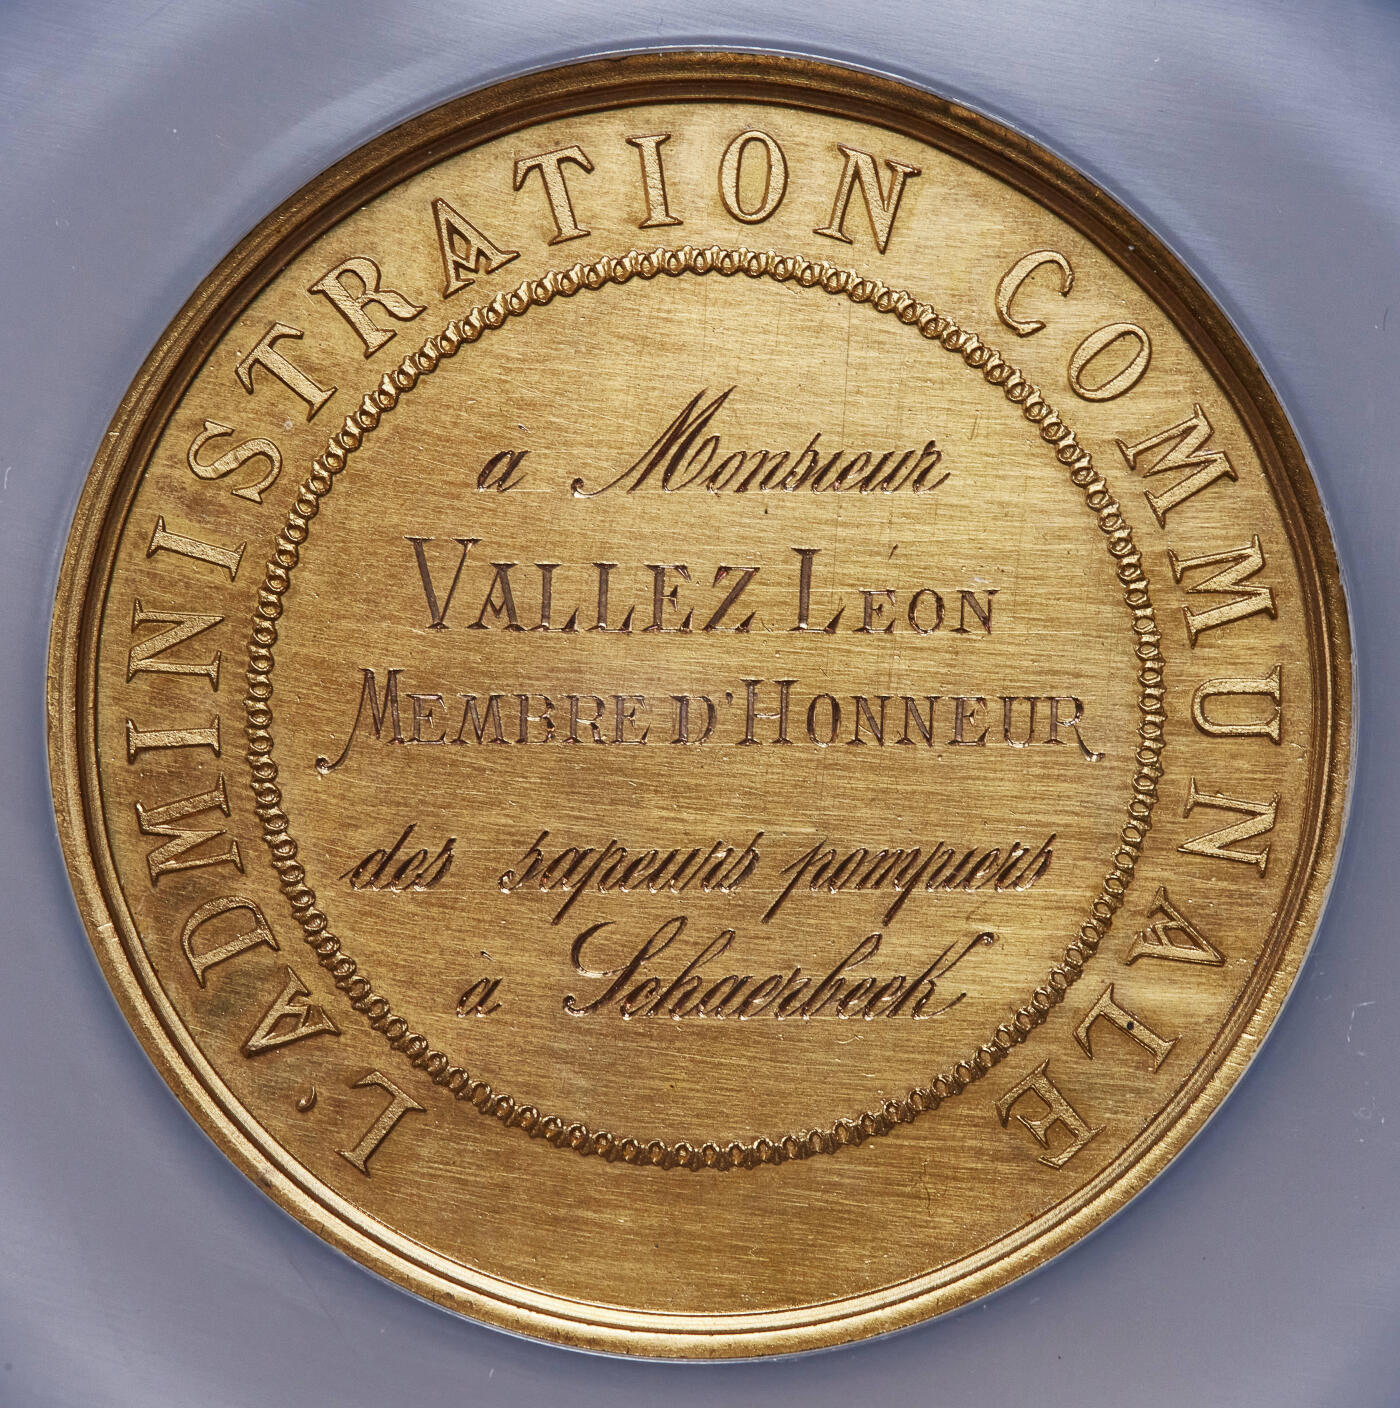 L'ADMINISTRATION COMMUNALE
a Monsieur
VALLEZ LÉON
MEMBRE D'HONNEUR
des sapeurs pompiers
à Schaerbeek